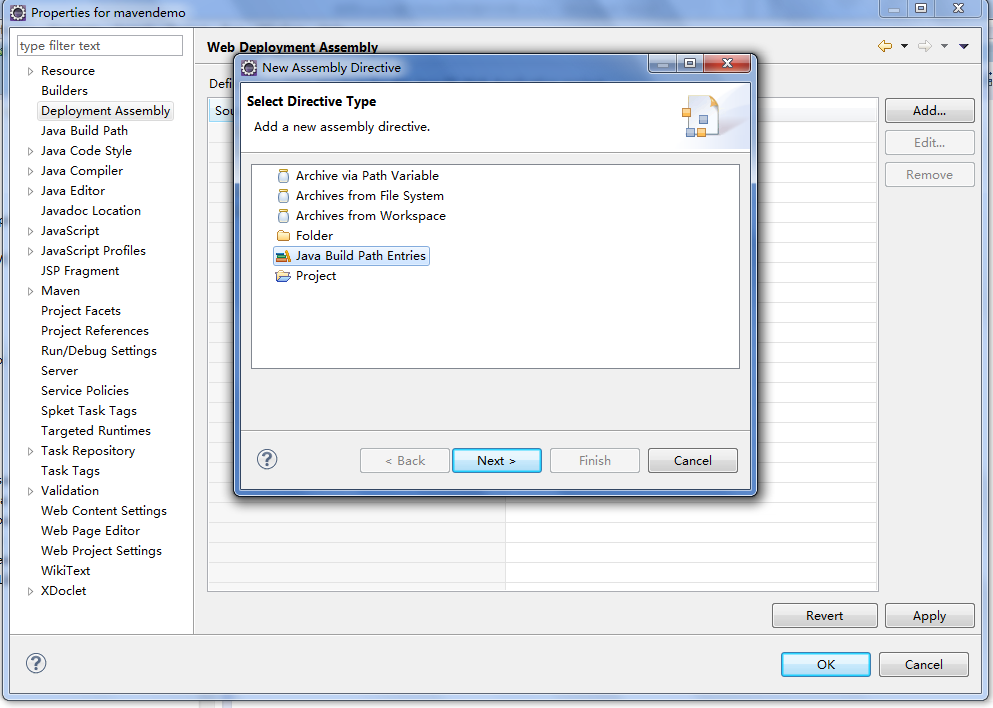 Properties for mavendemo
type filter text
Resource
Builders
Deployment Assembly
Java Build Path
Java Code Style
Java Compiler
Java Editor
Javadoc Location
JavaScript
JavaScript Profiles
JSP Fragment
Maven
Project Facets
Project References
Run/Debug Settings
Server
Service Policies
Spket Task Tags
Targeted Runtimes
Task Repository
Task Tags
Validation
Web Content Settings
Web Page Editor
Web Project Settings
WikiText
XDoclet
Web Deployment Assembly
Defi
Sou
Add...
Edit...
Remove
New Assembly Directive
Select Directive Type
Add a new assembly directive.
Archive via Path Variable
Archives from File System
Archives from Workspace
Folder
Java Build Path Entries
Project
? < Back Next > Finish Cancel
Revert Apply
? OK Cancel